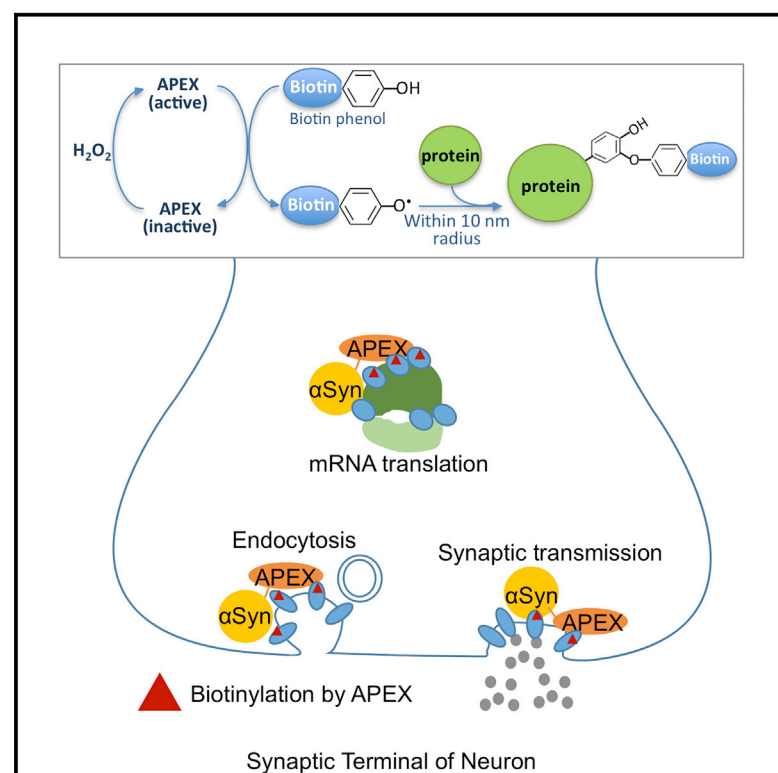 APEX
(active)
Biotin
OH
Biotin phenol
H₂O₂
APEX
(inactive)
Biotin
O•
protein
Within 10 nm
radius
protein
OH
O
Biotin
APEX
αSyn
mRNA translation
Endocytosis
APEX
αSyn
Synaptic transmission
αSyn
APEX
Biotinylation by APEX
Synaptic Terminal of Neuron